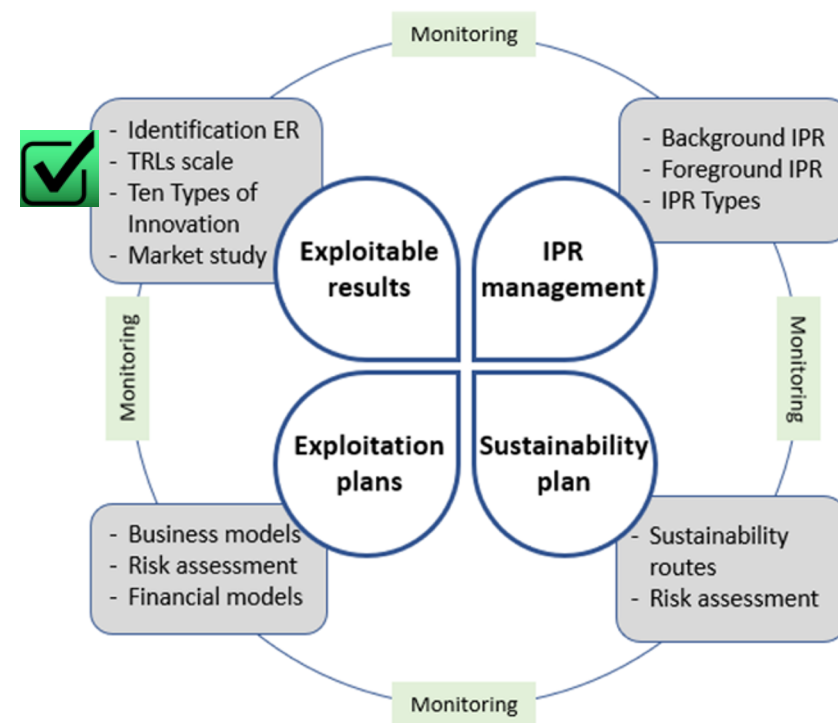 Monitoring
- Identification ER
- TRLs scale
- Ten Types of
Innovation
- Market study
- Background IPR
- Foreground IPR
- IPR Types
Exploitable
results
IPR
management
Monitoring
Monitoring
Exploitation
plans
Sustainability
plan
- Business models
- Risk assessment
- Financial models
- Sustainability
routes
- Risk assessment
Monitoring